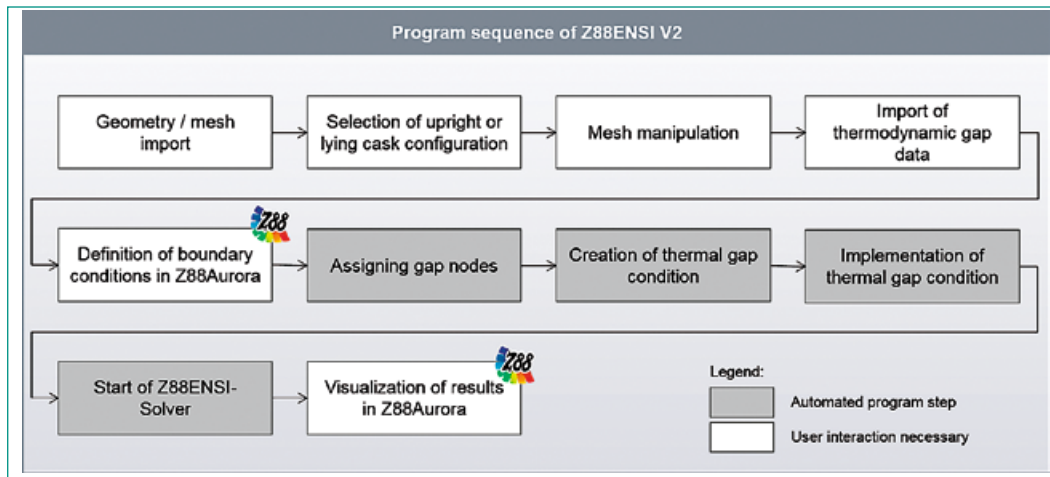 Program sequence of Z88ENSI V2
Geometry / mesh
import
Selection of upright or
lying cask configuration
Mesh manipulation
Import of
thermodynamic gap
data
Z88
Definition of boundary
conditions in Z88Aurora
Assigning gap nodes
Creation of thermal gap
condition
Implementation of
thermal gap condition
Start of Z88ENSI-
Solver
Z88
Visualization of results
in Z88Aurora
Legend:
Automated program step
User interaction necessary